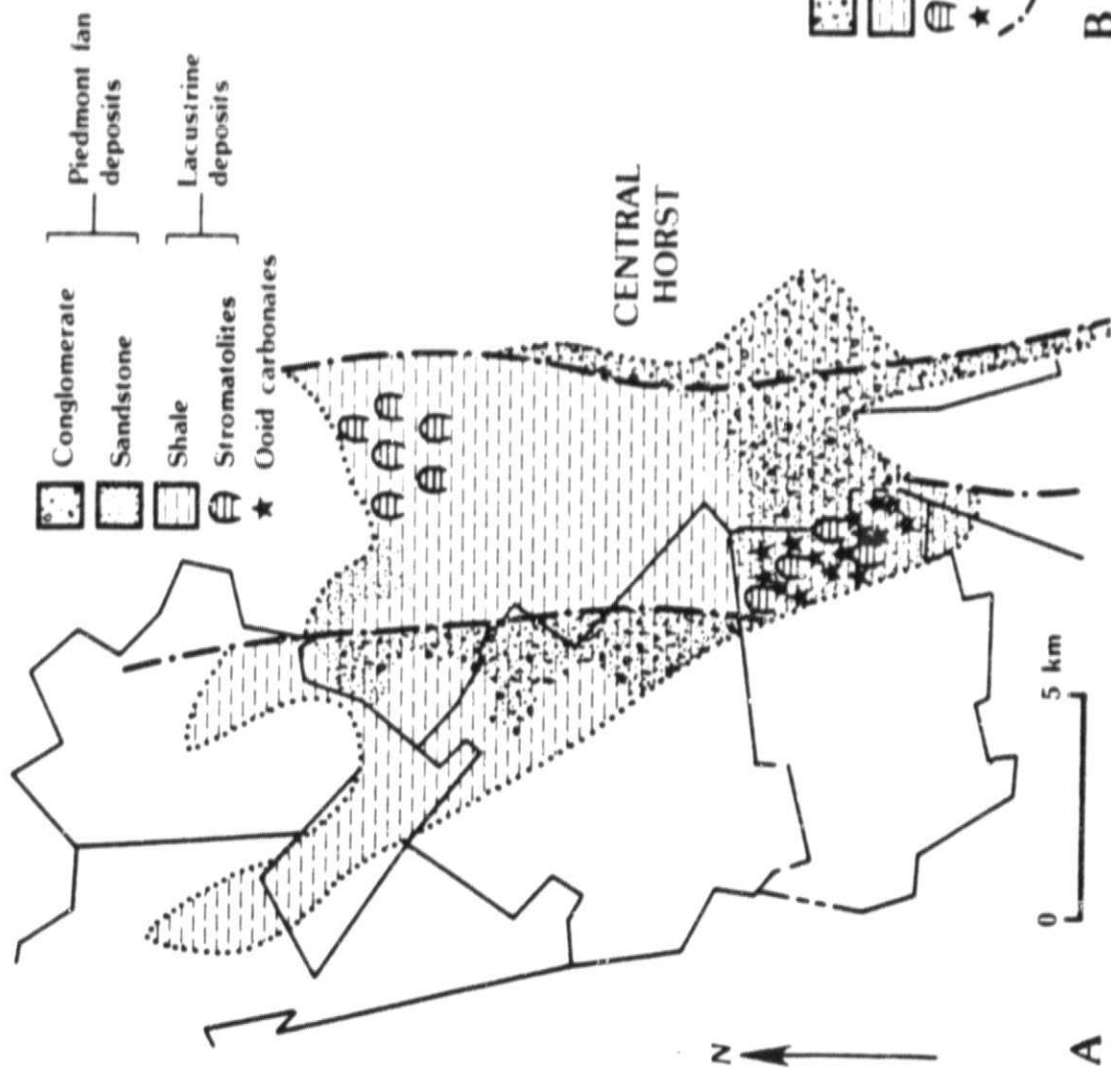 Conglomerate
Sandstone
Piedmont fan
deposits
Shale
Lacustrine
deposits
Stromatolites
Ooid carbonates
CENTRAL
HORST
N
0
5 km
A
B